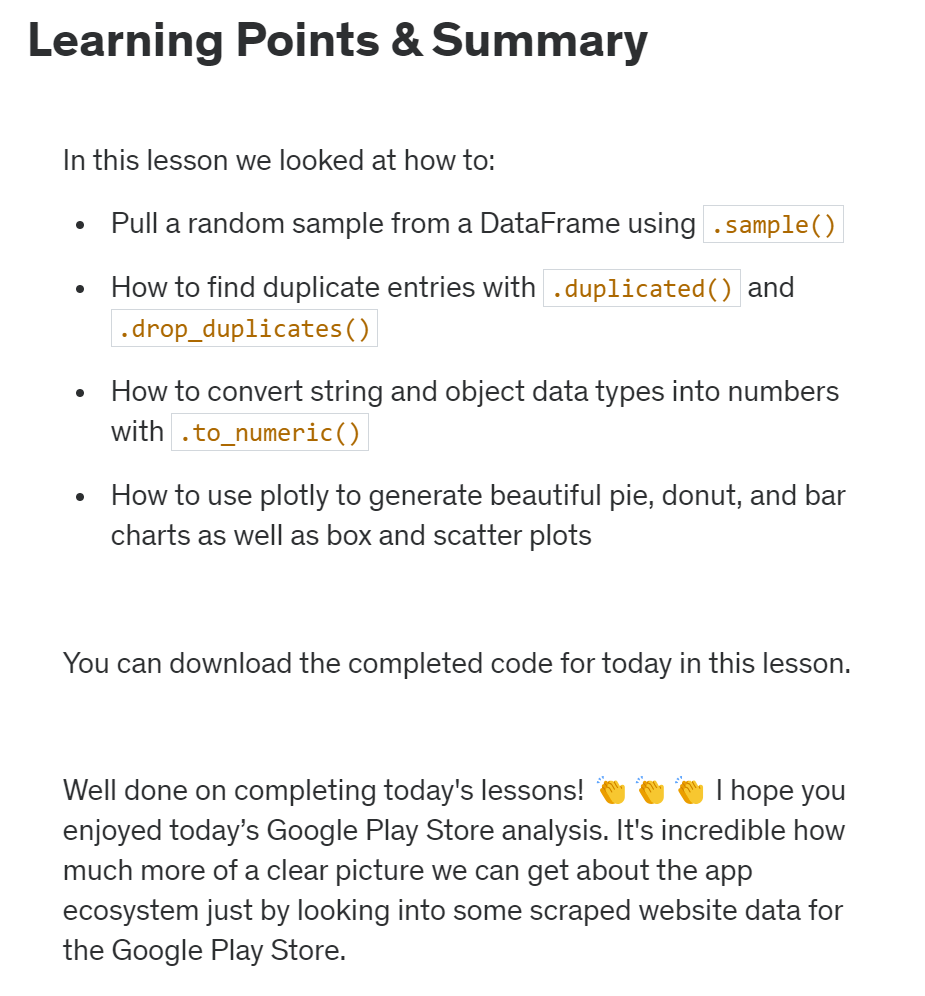 Learning Points & Summary
In this lesson we looked at how to:
• Pull a random sample from a DataFrame using .sample()
• How to find duplicate entries with .duplicated() and
.drop_duplicates()
• How to convert string and object data types into numbers
with .to_numeric()
• How to use plotly to generate beautiful pie, donut, and bar
charts as well as box and scatter plots
You can download the completed code for today in this lesson.
Well done on completing today's lessons! 👏 👏 👏 I hope you
enjoyed today’s Google Play Store analysis. It's incredible how
much more of a clear picture we can get about the app
ecosystem just by looking into some scraped website data for
the Google Play Store.